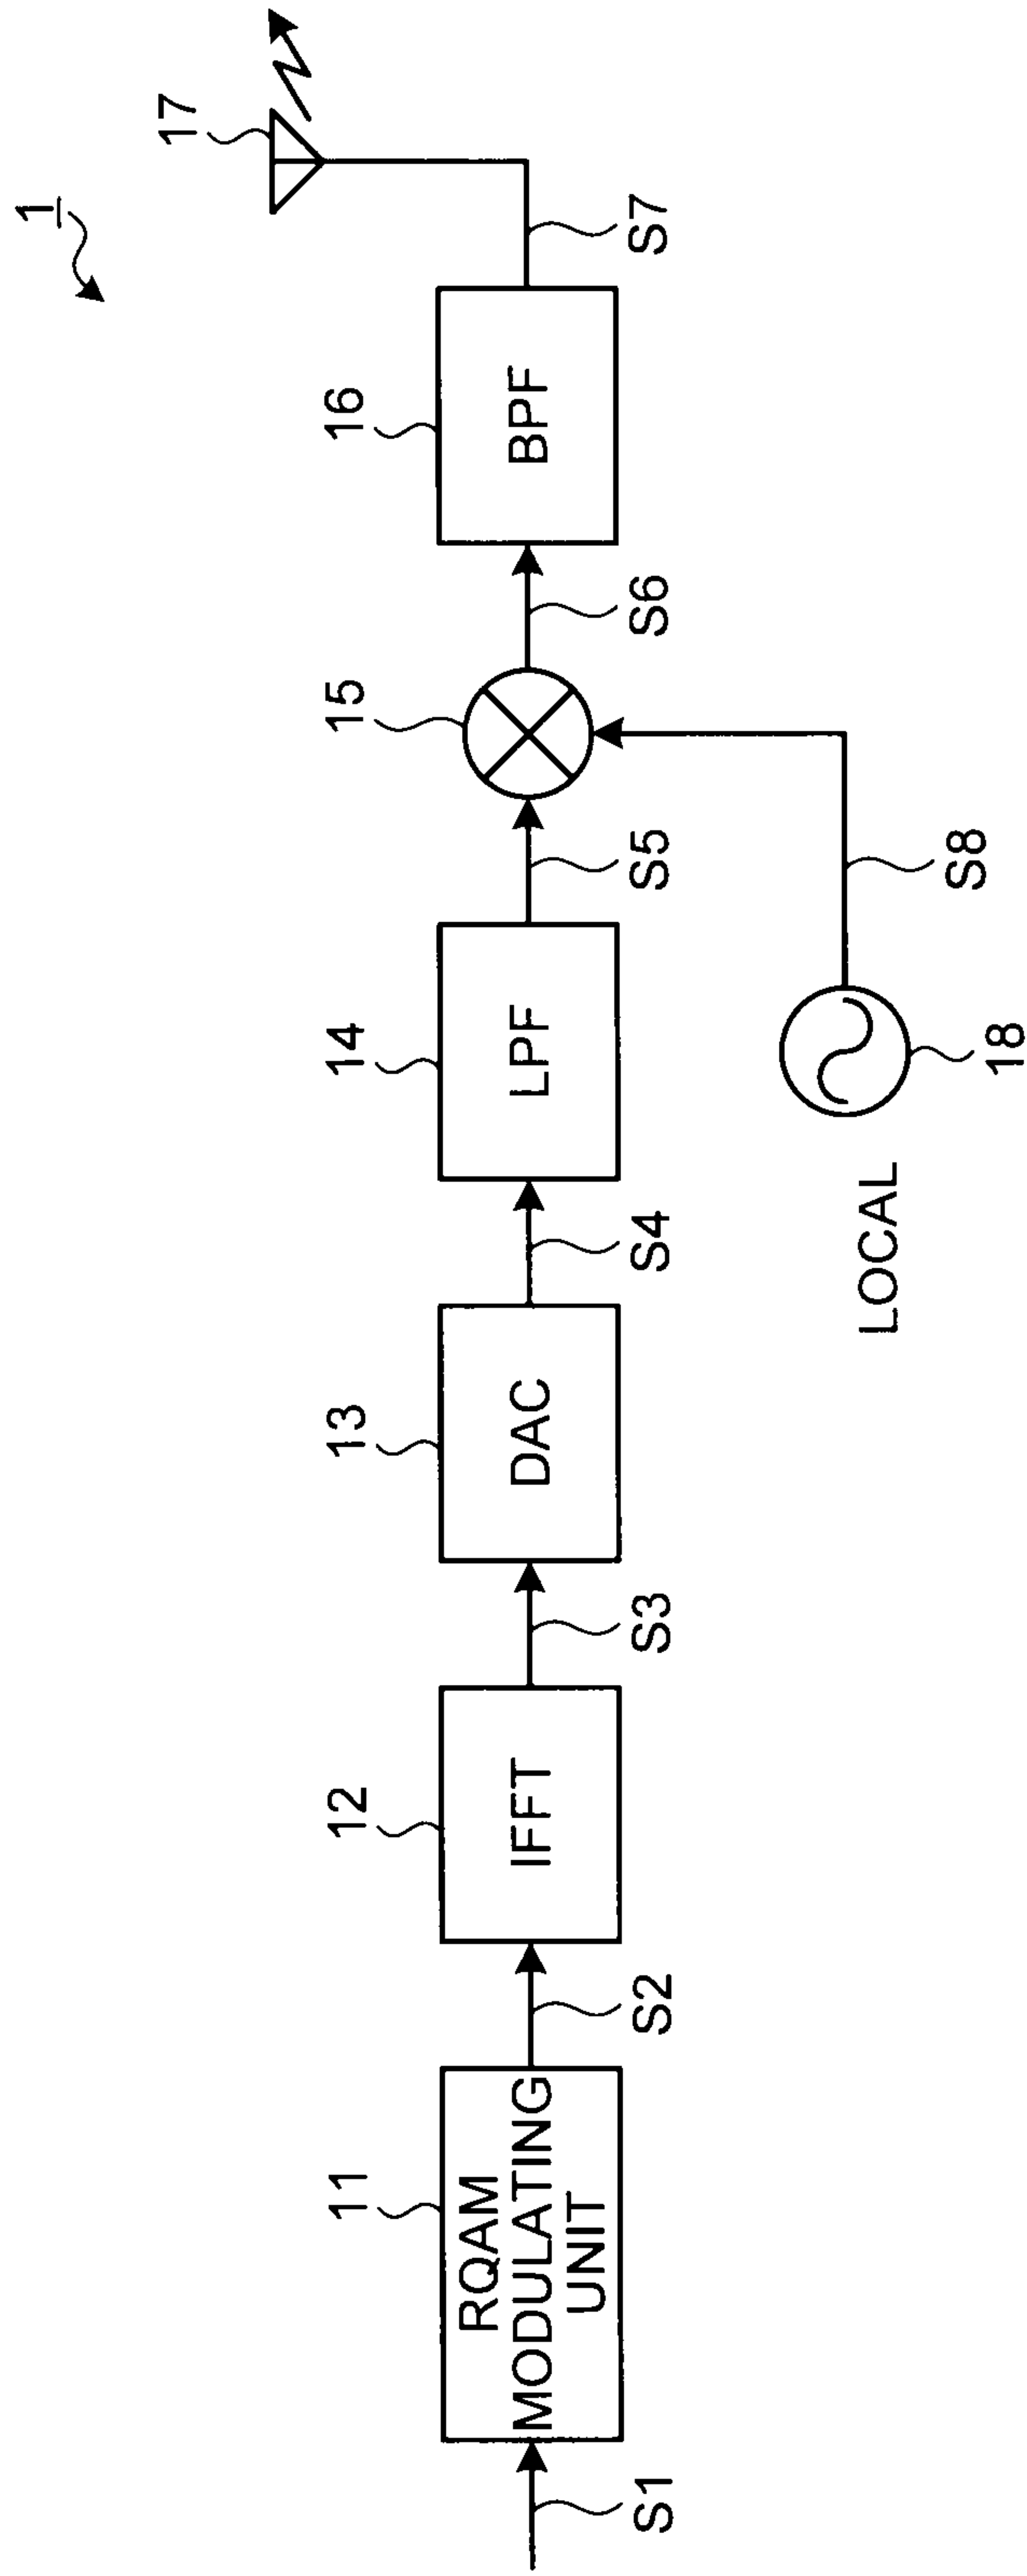 1
17
11
12
13
14
15
16
RQAM
MODULATING
UNIT
IFFT
DAC
LPF
BPF
S1
S2
S3
S4
S5
S6
S7
LOCAL
18
S8